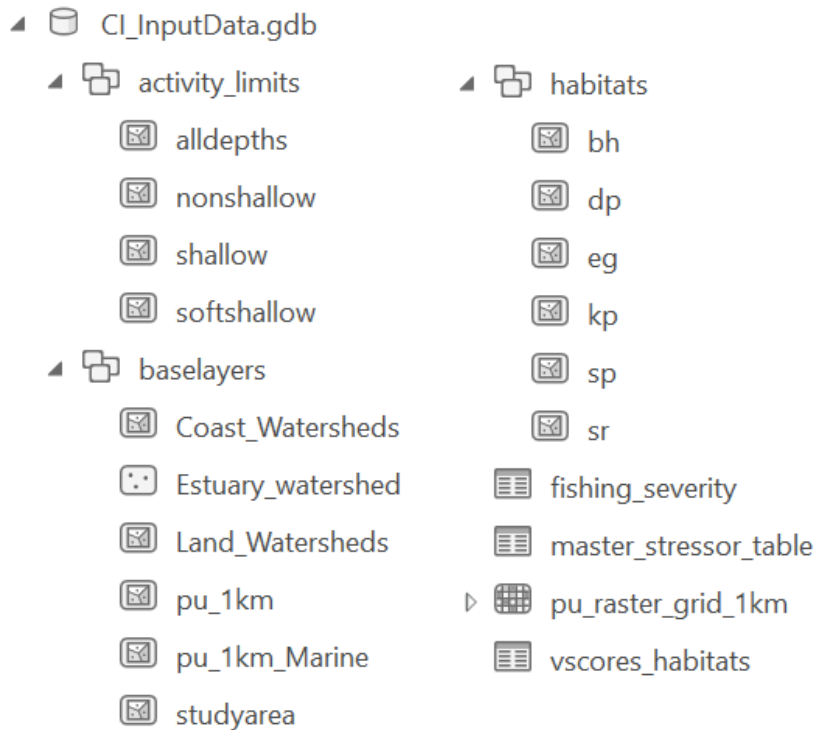 CI_InputData.gdb
activity_limits
alldepths
nonshallow
shallow
softshallow
baselayers
Coast_Watersheds
Estuary_watershed
Land_Watersheds
pu_1km
pu_1km_Marine
studyarea
habitats
bh
dp
eg
kp
sp
sr
fishing_severity
master_stressor_table
pu_raster_grid_1km
vscores_habitats